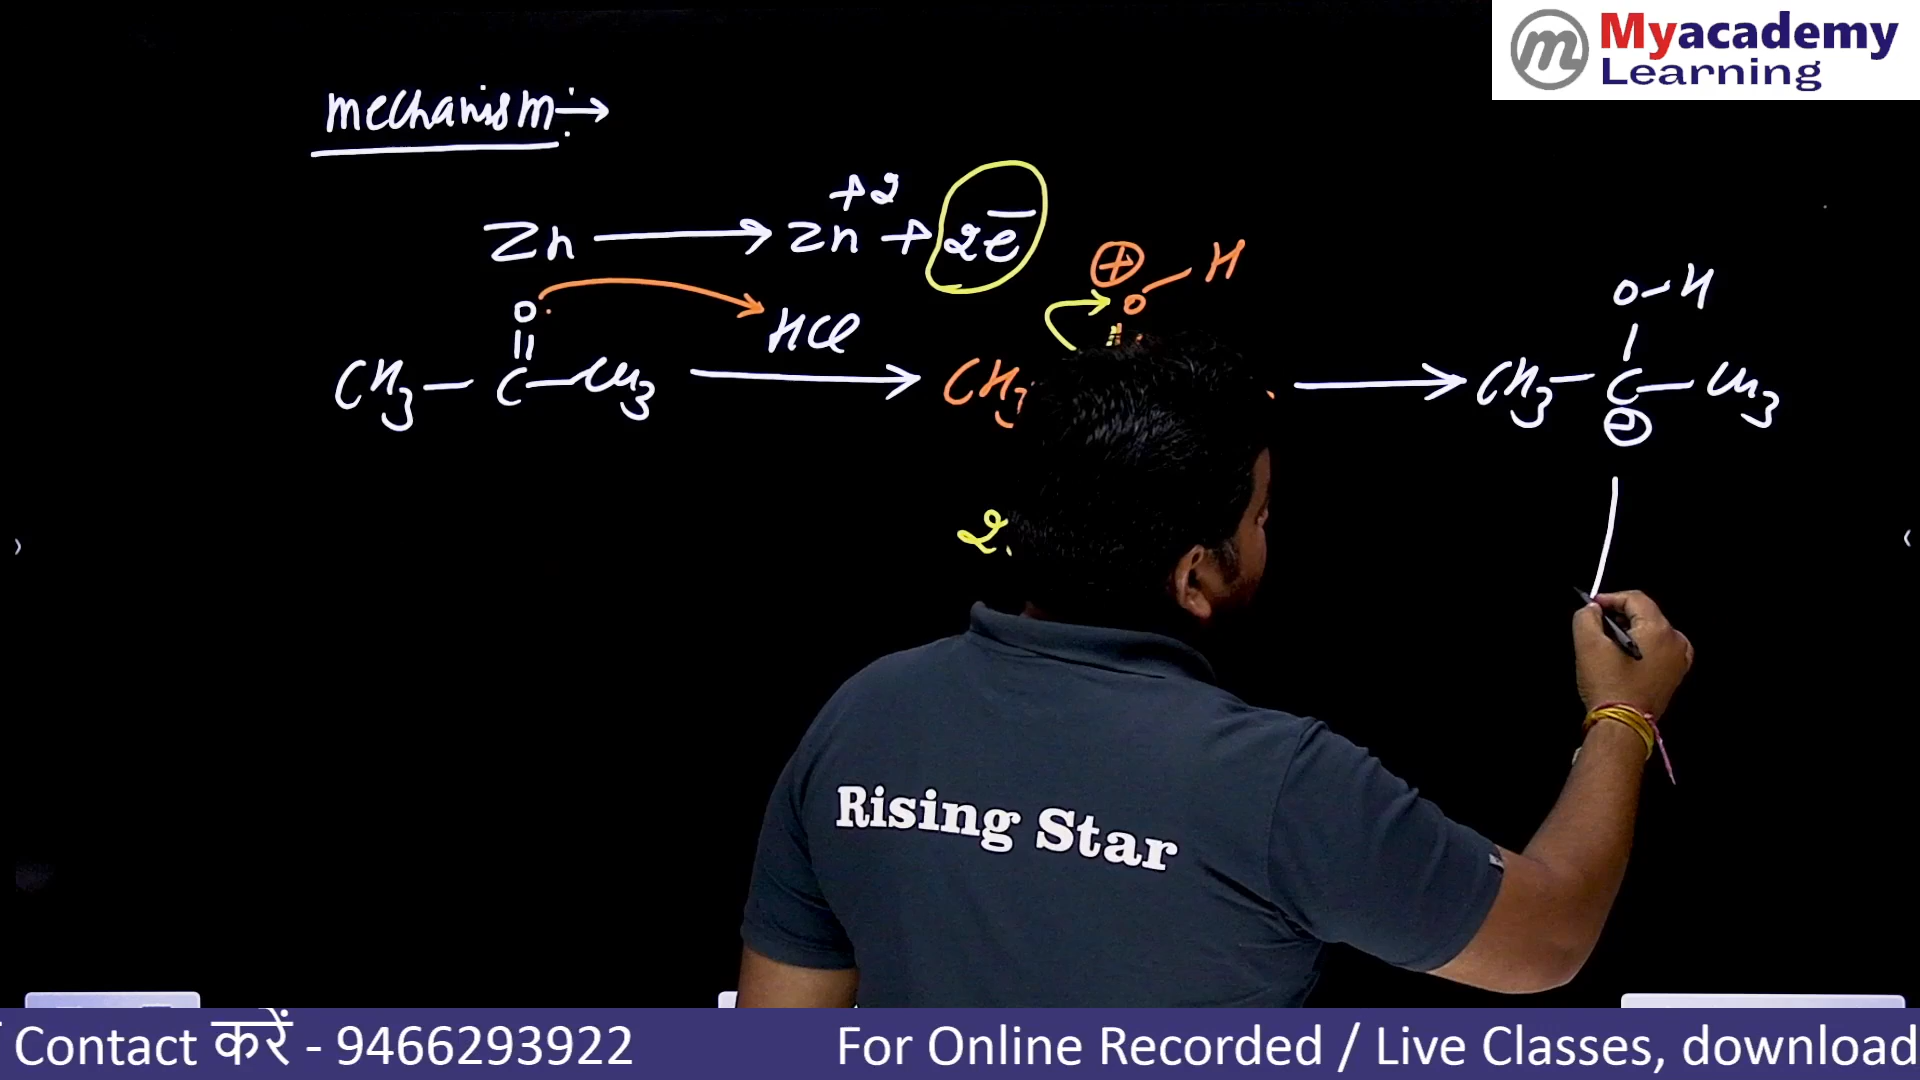 Myacademy
Learning
mechanism:→
Zn → Zn+2 + 2e̅
⊕
O-H
O-H
O
||
CH3-C-CH3 HCl → CH3 → CH3-C-CH3
⊖
2
Rising Star
Contact करें - 9466293922 For Online Recorded / Live Classes, download